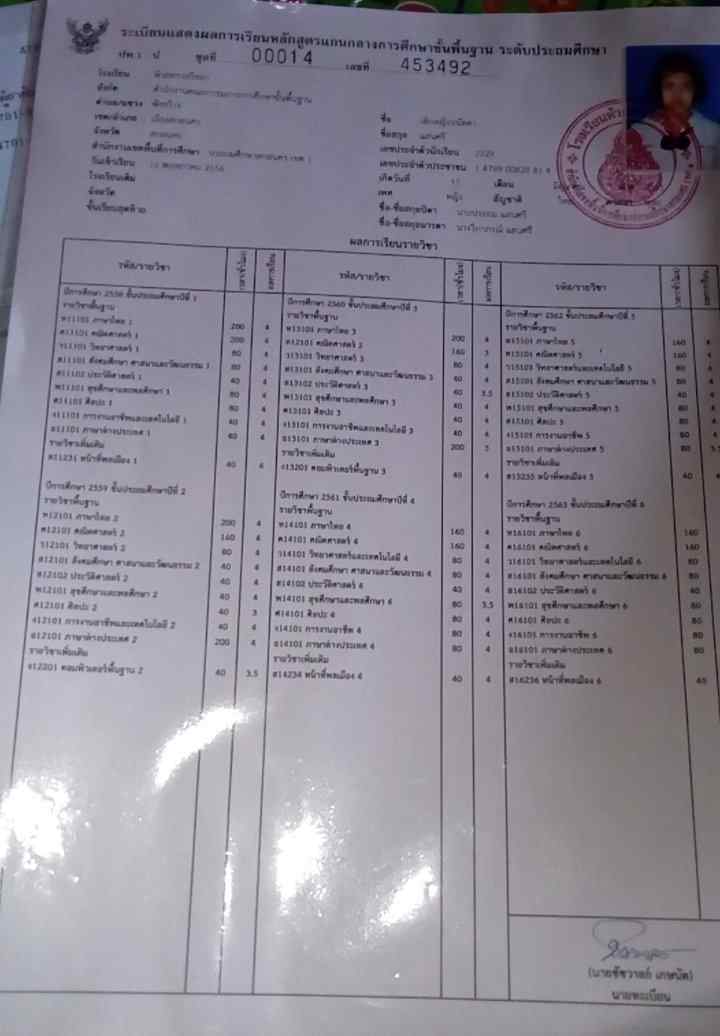 ระเบียนแสดงผลการเรียนหลักสูตรแกนกลางการศึกษาขั้นพื้นฐาน ระดับประถมศึกษา
ปพ.1 ป ชุดที่ 00014 เลขที่ 453492
โรงเรียน
สังกัด สำนักงานคณะกรรมการการศึกษาขั้นพื้นฐาน
ตำบล/แขวง
เขต/อำเภอ เมืองสกลนคร
จังหวัด สกลนคร
สำนักงานเขตพื้นที่การศึกษา ประถมศึกษาสกลนคร เขต 1
วันเข้าเรียน พฤษภาคม 2556
โรงเรียนเดิม
จังหวัด
ชั้นเรียนสุดท้าย
ชื่อ
ชื่อสกุล แสนศรี
เลขประจำตัวนักเรียน
เลขประจำตัวประชาชน
เกิดวันที่ เดือน
เพศ หญิง สัญชาติ
ชื่อ-ชื่อสกุลบิดา แสนศรี
ชื่อ-ชื่อสกุลมารดา แสนศรี
ผลการเรียนรายวิชา
รหัส/รายวิชา เวลา(ชั่วโมง) ผลการเรียน รหัส/รายวิชา เวลา(ชั่วโมง) ผลการเรียน รหัส/รายวิชา
ปีการศึกษา 2558 ชั้นประถมศึกษาปีที่ 1
รายวิชาพื้นฐาน
ท11101 ภาษาไทย 1 200 4
ค11101 คณิตศาสตร์ 1 200 4
ว11101 วิทยาศาสตร์ 1 80 4
ส11101 สังคมศึกษา ศาสนาและวัฒนธรรม 1 80 4
ส11102 ประวัติศาสตร์ 1 40 4
พ11101 สุขศึกษาและพลศึกษา 1 80 4
ศ11101 ศิลปะ 1 80 4
ง11101 การงานอาชีพและเทคโนโลยี 1 40 4
อ11101 ภาษาต่างประเทศ 1 4
รายวิชาเพิ่มเติม
ส11231 หน้าที่พลเมือง 1 40 4
ปีการศึกษา 2559 ชั้นประถมศึกษาปีที่ 2
รายวิชาพื้นฐาน
ท12101 ภาษาไทย 2 200 4
ค12101 คณิตศาสตร์ 2 160 4
ว12101 วิทยาศาสตร์ 2 80 4
ส12101 สังคมศึกษา ศาสนาและวัฒนธรรม 2 40 4
ส12102 ประวัติศาสตร์ 2 40 4
พ12101 สุขศึกษาและพลศึกษา 2 40 4
ศ12101 ศิลปะ 2 40 3
ง12101 การงานอาชีพและเทคโนโลยี 2 40 4
อ12101 ภาษาต่างประเทศ 2 200 4
รายวิชาเพิ่มเติม
ง12201 คอมพิวเตอร์พื้นฐาน 2 40 3.5
ปีการศึกษา 2560 ชั้นประถมศึกษาปีที่ 3
รายวิชาพื้นฐาน
ท13101 ภาษาไทย 3 200 4
ค13101 คณิตศาสตร์ 3 160 3
ว13101 วิทยาศาสตร์ 3 80 4
ส13101 สังคมศึกษา ศาสนาและวัฒนธรรม 3 4
ส13102 ประวัติศาสตร์ 3 3.5
พ13101 สุขศึกษาและพลศึกษา 3 40 4
ศ13101 ศิลปะ 3 40 4
ง13101 การงานอาชีพและเทคโนโลยี 3 40 4
อ13101 ภาษาต่างประเทศ 3 200 3
รายวิชาเพิ่มเติม
ง13201 คอมพิวเตอร์พื้นฐาน 3 40 4
ปีการศึกษา 2561 ชั้นประถมศึกษาปีที่ 4
รายวิชาพื้นฐาน
ท14101 ภาษาไทย 4 160 4
ค14101 คณิตศาสตร์ 4 160 4
ว14101 วิทยาศาสตร์และเทคโนโลยี 4 80 4
ส14101 สังคมศึกษา ศาสนาและวัฒนธรรม 4 80 4
ส14102 ประวัติศาสตร์ 4 40 4
พ14101 สุขศึกษาและพลศึกษา 4 80 3.5
ศ14101 ศิลปะ 4 80 4
ง14101 การงานอาชีพ 4 80 4
อ14101 ภาษาต่างประเทศ 4 80 4
รายวิชาเพิ่มเติม
ส14234 หน้าที่พลเมือง 4 40 4
ปีการศึกษา 2562 ชั้นประถมศึกษาปีที่ 5
รายวิชาพื้นฐาน
ท15101 ภาษาไทย 5 160
ค15101 คณิตศาสตร์ 5 160
ว15101 วิทยาศาสตร์และเทคโนโลยี 5 80
ส15101 สังคมศึกษา ศาสนาและวัฒนธรรม 5 80
ส15102 ประวัติศาสตร์ 5 40
พ15101 สุขศึกษาและพลศึกษา 5 80
ศ15101 ศิลปะ 5 80
ง15101 การงานอาชีพ 5 80
อ15101 ภาษาต่างประเทศ 5 80
รายวิชาเพิ่มเติม
ส15235 หน้าที่พลเมือง 5 40
ปีการศึกษา 2563 ชั้นประถมศึกษาปีที่ 6
รายวิชาพื้นฐาน
ท16101 ภาษาไทย 6 160
ค16101 คณิตศาสตร์ 6 160
ว16101 วิทยาศาสตร์และเทคโนโลยี 6 80
ส16101 สังคมศึกษา ศาสนาและวัฒนธรรม 6 80
ส16102 ประวัติศาสตร์ 6 40
พ16101 สุขศึกษาและพลศึกษา 6 80
ศ16101 ศิลปะ 6 80
ง16101 การงานอาชีพ 6 80
อ16101 ภาษาต่างประเทศ 6 80
รายวิชาเพิ่มเติม
ส16236 หน้าที่พลเมือง 6 40
(นายชัชวาลย์ เกษนัด)
นายทะเบียน